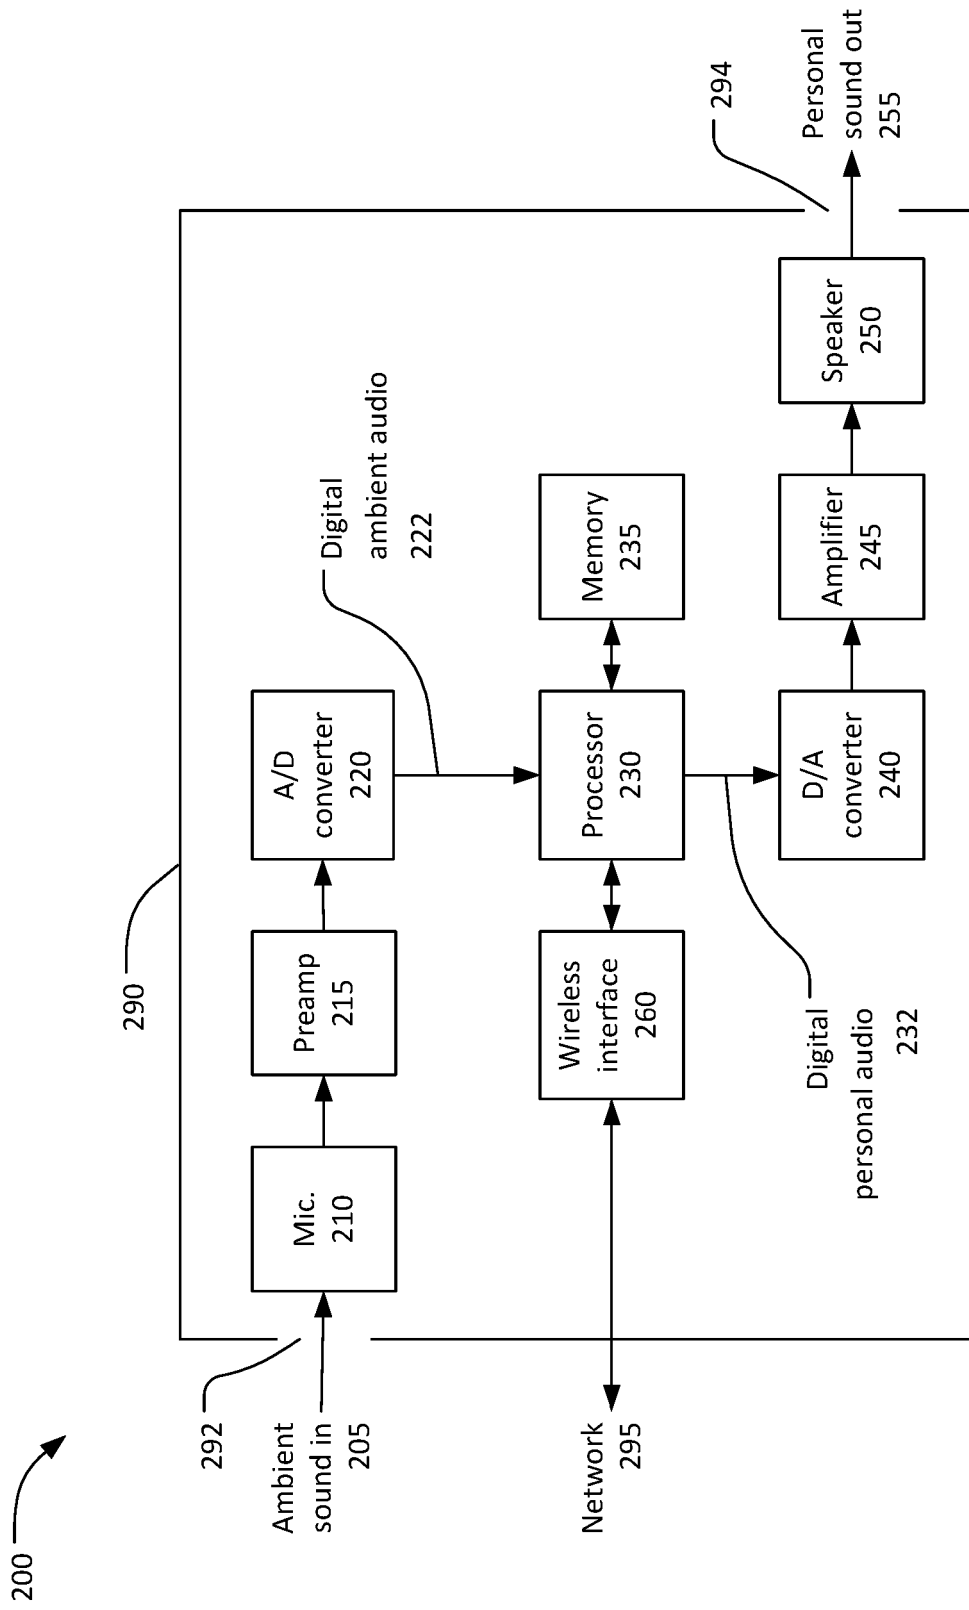 200
290
292
Ambient
sound in
205
Mic.
210
Preamp
215
A/D
converter
220
Digital
ambient audio
222
Network
295
Wireless
interface
260
Processor
230
Memory
235
Digital
personal audio
232
D/A
converter
240
Amplifier
245
Speaker
250
294
Personal
sound out
255